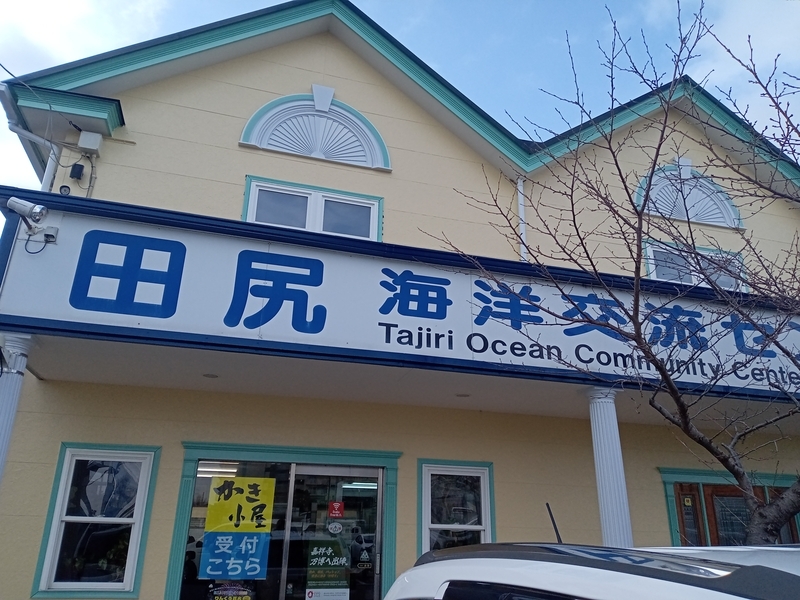 田尻 海洋交流セン
Tajiri Ocean Community Cente
かき
小屋
受付
こちら